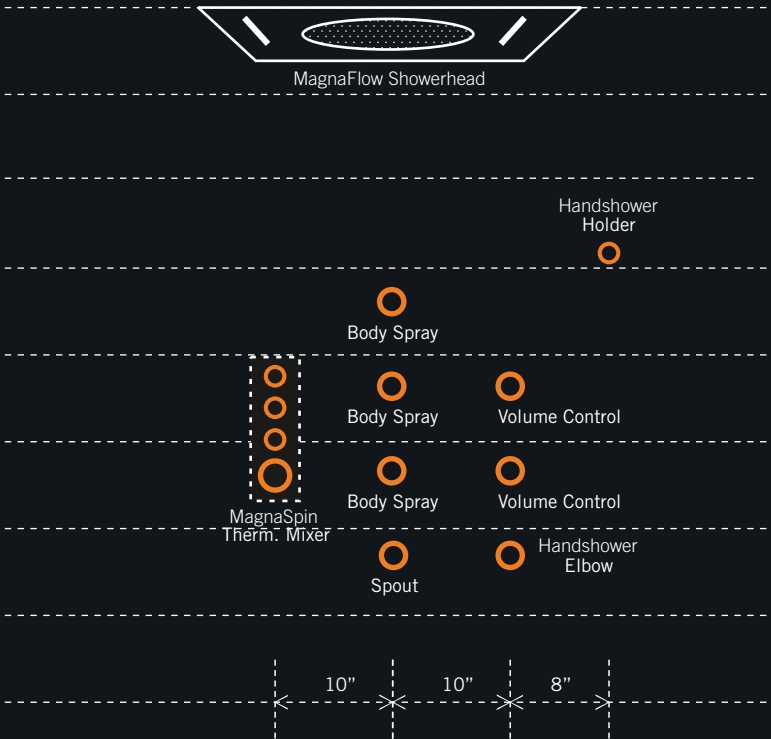 MagnaFlow Showerhead
Handshower
Holder
Body Spray
Body Spray
Volume Control
Body Spray
Volume Control
MagnaSpin
Therm. Mixer
Handshower
Elbow
Spout
10”
10”
8”